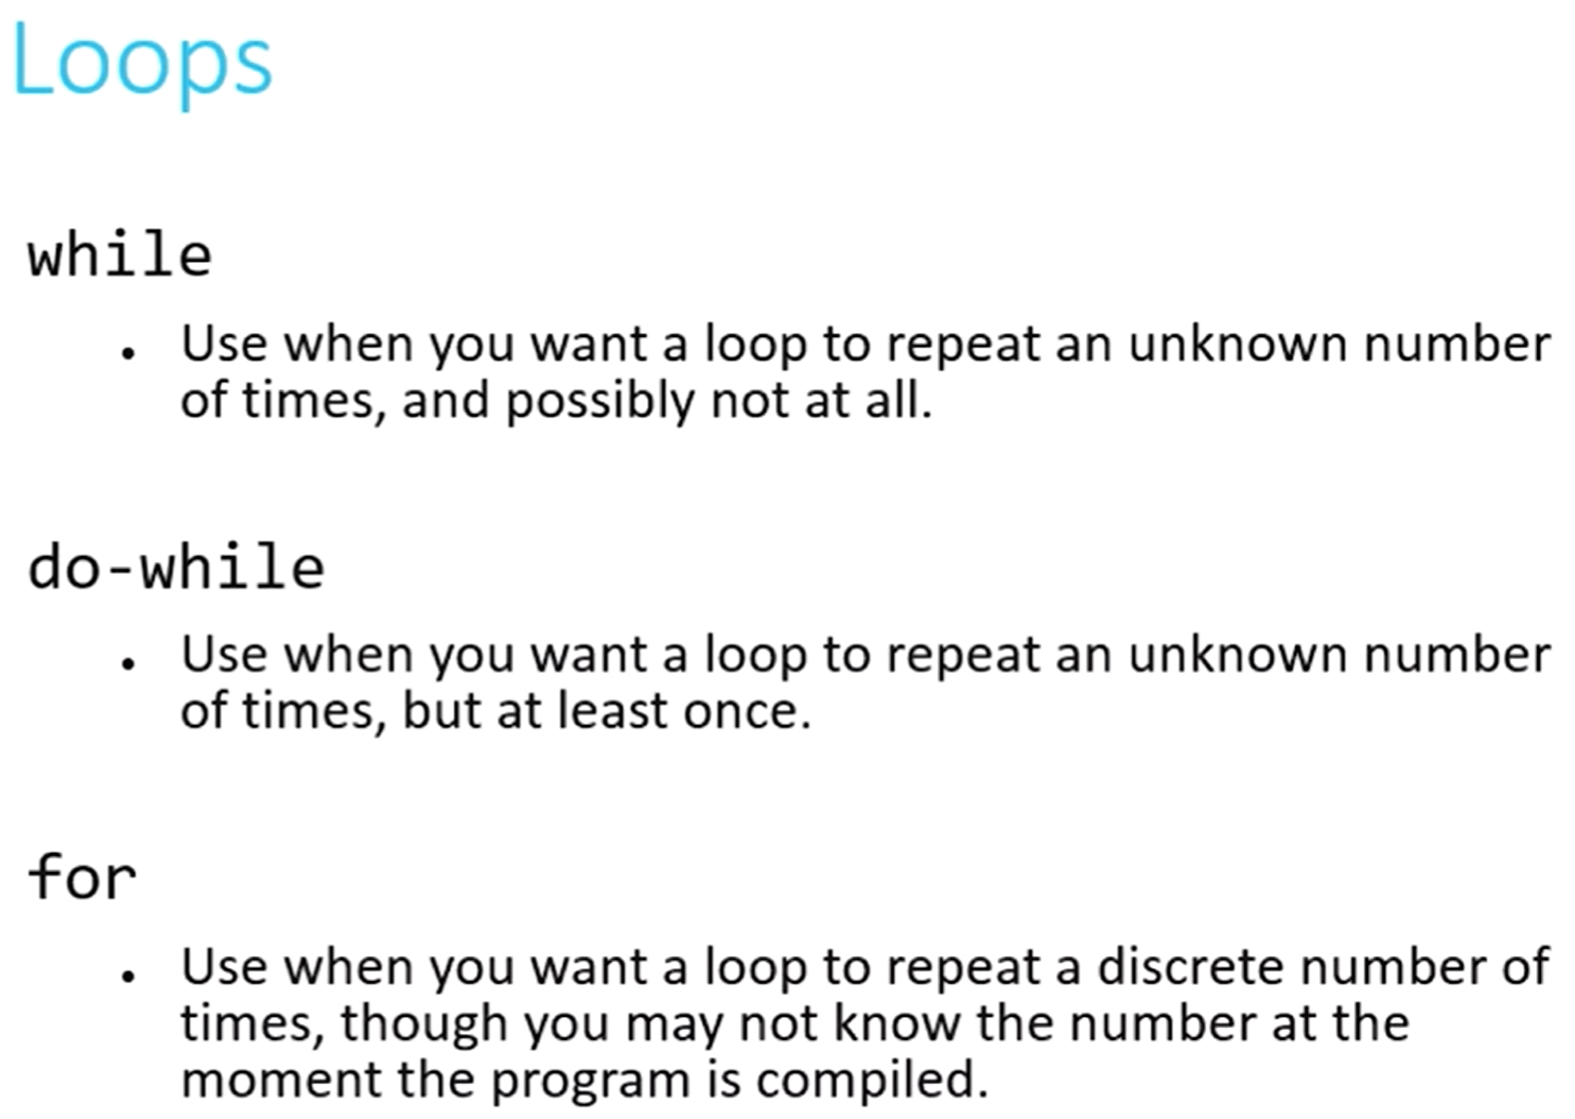 Loops
while
• Use when you want a loop to repeat an unknown number
of times, and possibly not at all.
do-while
• Use when you want a loop to repeat an unknown number
of times, but at least once.
for
• Use when you want a loop to repeat a discrete number of
times, though you may not know the number at the
moment the program is compiled.